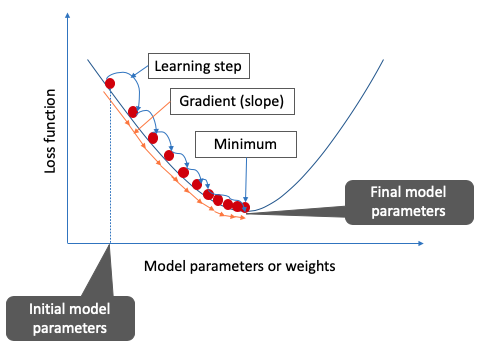 Learning step
Gradient (slope)
Minimum
Loss function
Final model
parameters
Model parameters or weights
Initial model
parameters